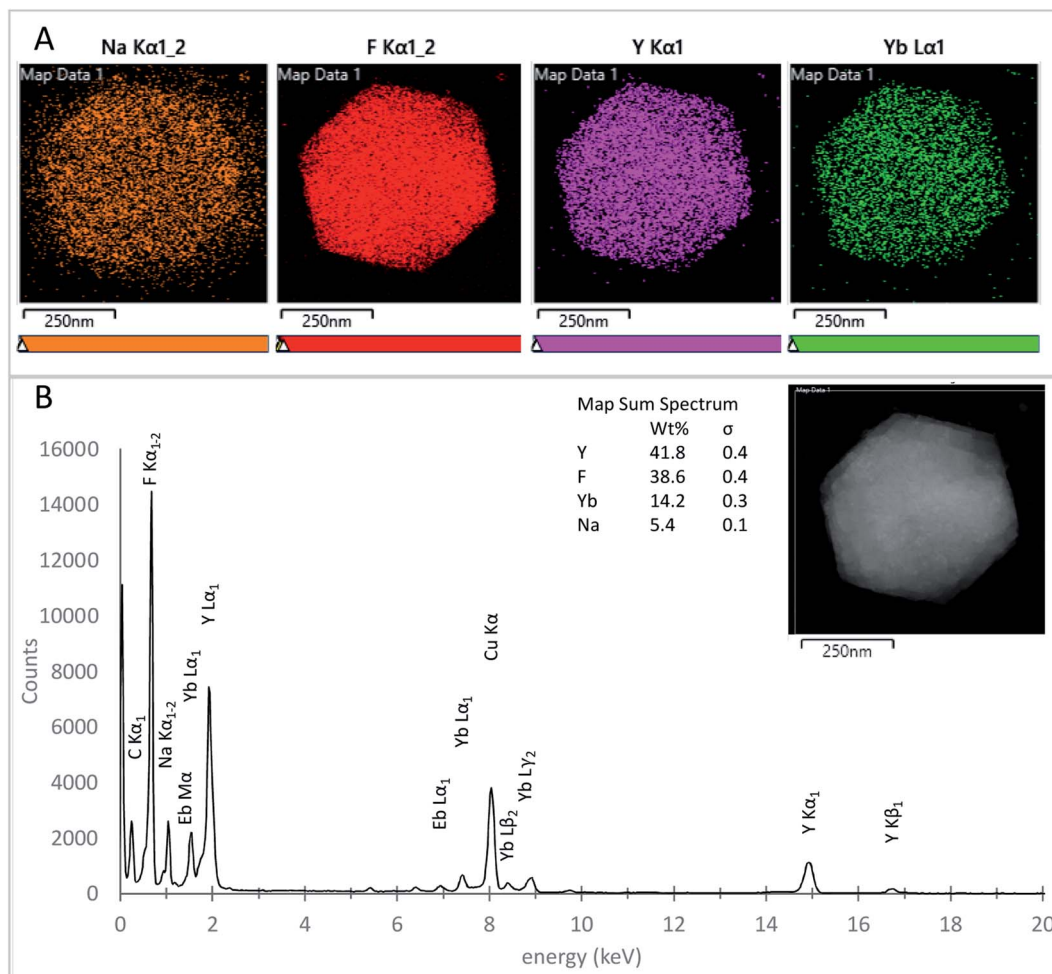 A
Na Kα1_2
F Kα1_2
Y Kα1
Yb Lα1
Map Data 1
Map Data 1
Map Data 1
Map Data 1
250nm
250nm
250nm
250nm
B
Map Sum Spectrum
Wt% σ
Y 41.8 0.4
F 38.6 0.4
Yb 14.2 0.3
Na 5.4 0.1
Map Data 1
250nm
Counts
16000
14000
12000
10000
8000
6000
4000
2000
0
C Kα₁
F Kα₁₋₂
Na Kα₁₋₂
Eb Mα
Yb Lα₁
Y Lα₁
Eb Lα₁
Yb Lα₁
Cu Kα
Yb Lβ₂
Yb Lγ₂
Y Kα₁
Y Kβ₁
0 2 4 6 8 10 12 14 16 18 20
energy (keV)